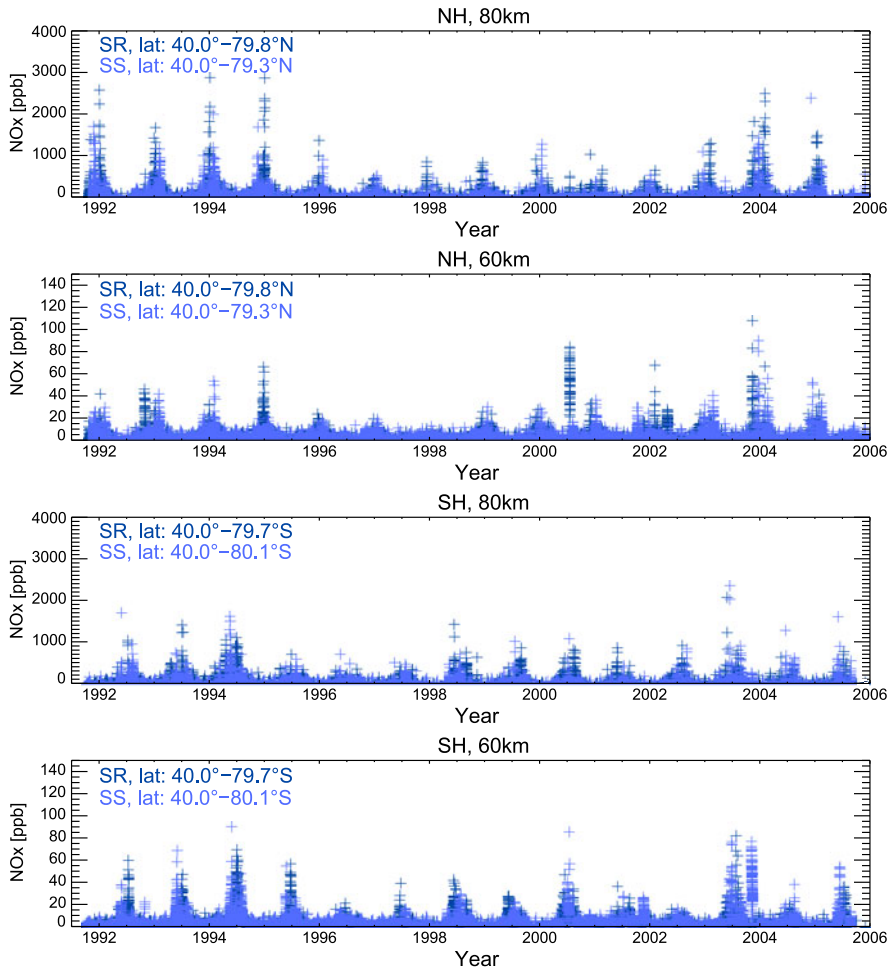 NH, 80km
4000
3000
2000
1000
0
NOx [ppb]
SR, lat: 40.0°−79.8°N
SS, lat: 40.0°−79.3°N
1992 1994 1996 1998 2000 2002 2004 2006
Year
NH, 60km
140
120
100
80
60
40
20
0
NOx [ppb]
SR, lat: 40.0°−79.8°N
SS, lat: 40.0°−79.3°N
1992 1994 1996 1998 2000 2002 2004 2006
Year
SH, 80km
4000
3000
2000
1000
0
NOx [ppb]
SR, lat: 40.0°−79.7°S
SS, lat: 40.0°−80.1°S
1992 1994 1996 1998 2000 2002 2004 2006
Year
SH, 60km
140
120
100
80
60
40
20
0
NOx [ppb]
SR, lat: 40.0°−79.7°S
SS, lat: 40.0°−80.1°S
1992 1994 1996 1998 2000 2002 2004 2006
Year